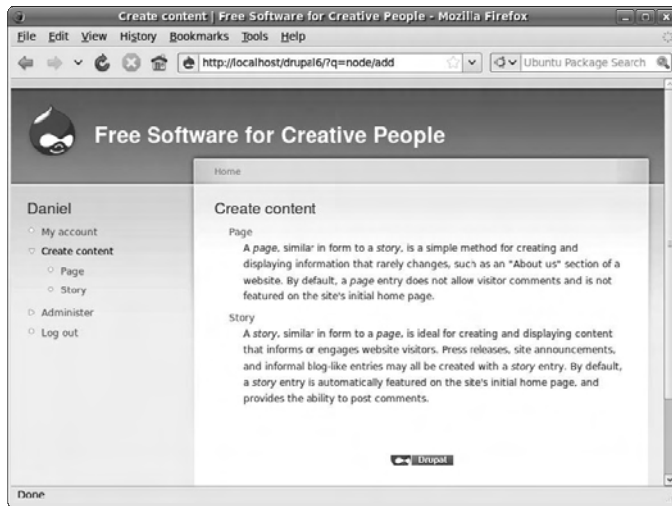 Create content | Free Software for Creative People - Mozilla Firefox
File Edit View History Bookmarks Tools Help
http://localhost/drupal6/?q=node/add
Ubuntu Package Search
Free Software for Creative People
Home
Daniel
My account
Create content
Page
Story
Administer
Log out
Create content
Page
A page, similar in form to a story, is a simple method for creating and
displaying information that rarely changes, such as an "About us" section of a
website. By default, a page entry does not allow visitor comments and is not
featured on the site's initial home page.
Story
A story, similar in form to a page, is ideal for creating and displaying content
that informs or engages website visitors. Press releases, site announcements,
and informal blog-like entries may all be created with a story entry. By default,
a story entry is automatically featured on the site's initial home page, and
provides the ability to post comments.
Drupal
Done